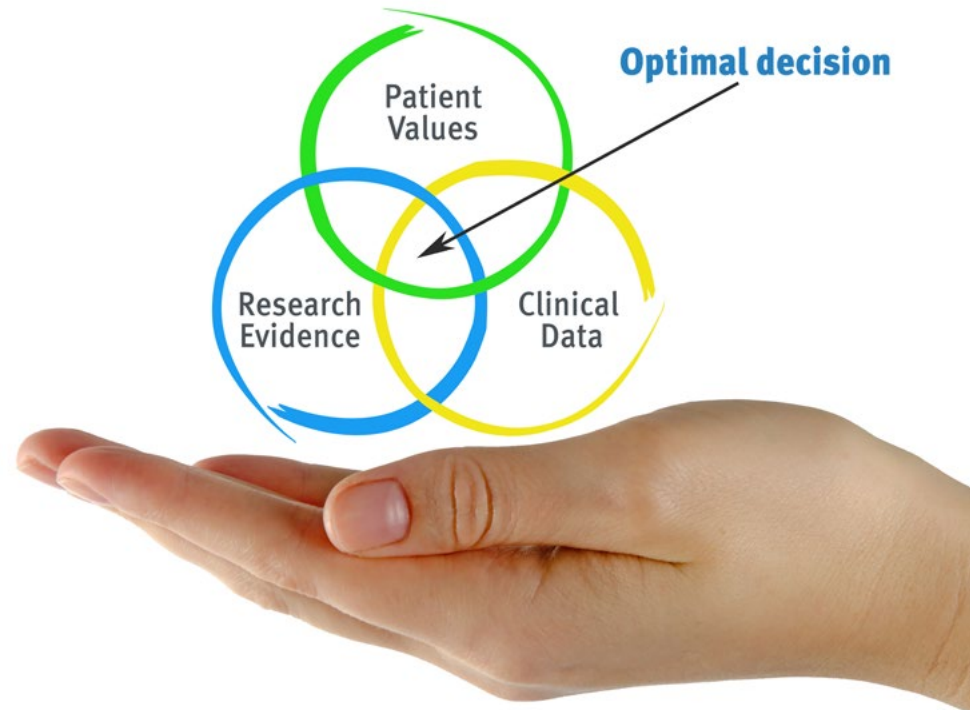 Optimal decision
Patient
Values
Research
Evidence
Clinical
Data